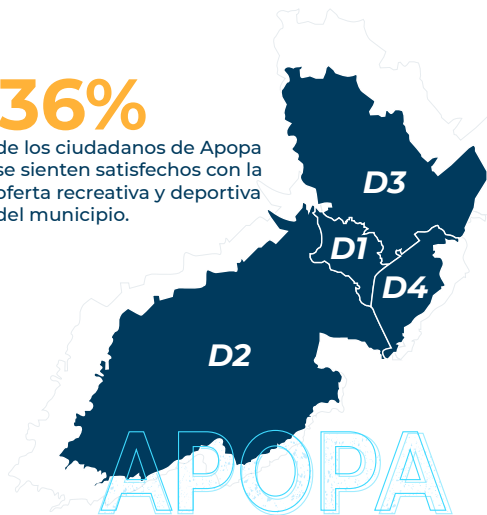 36%
de los ciudadanos de Apopa
se sienten satisfechos con la
oferta recreativa y deportiva
del municipio.
D3
D1
D4
D2
APOPA